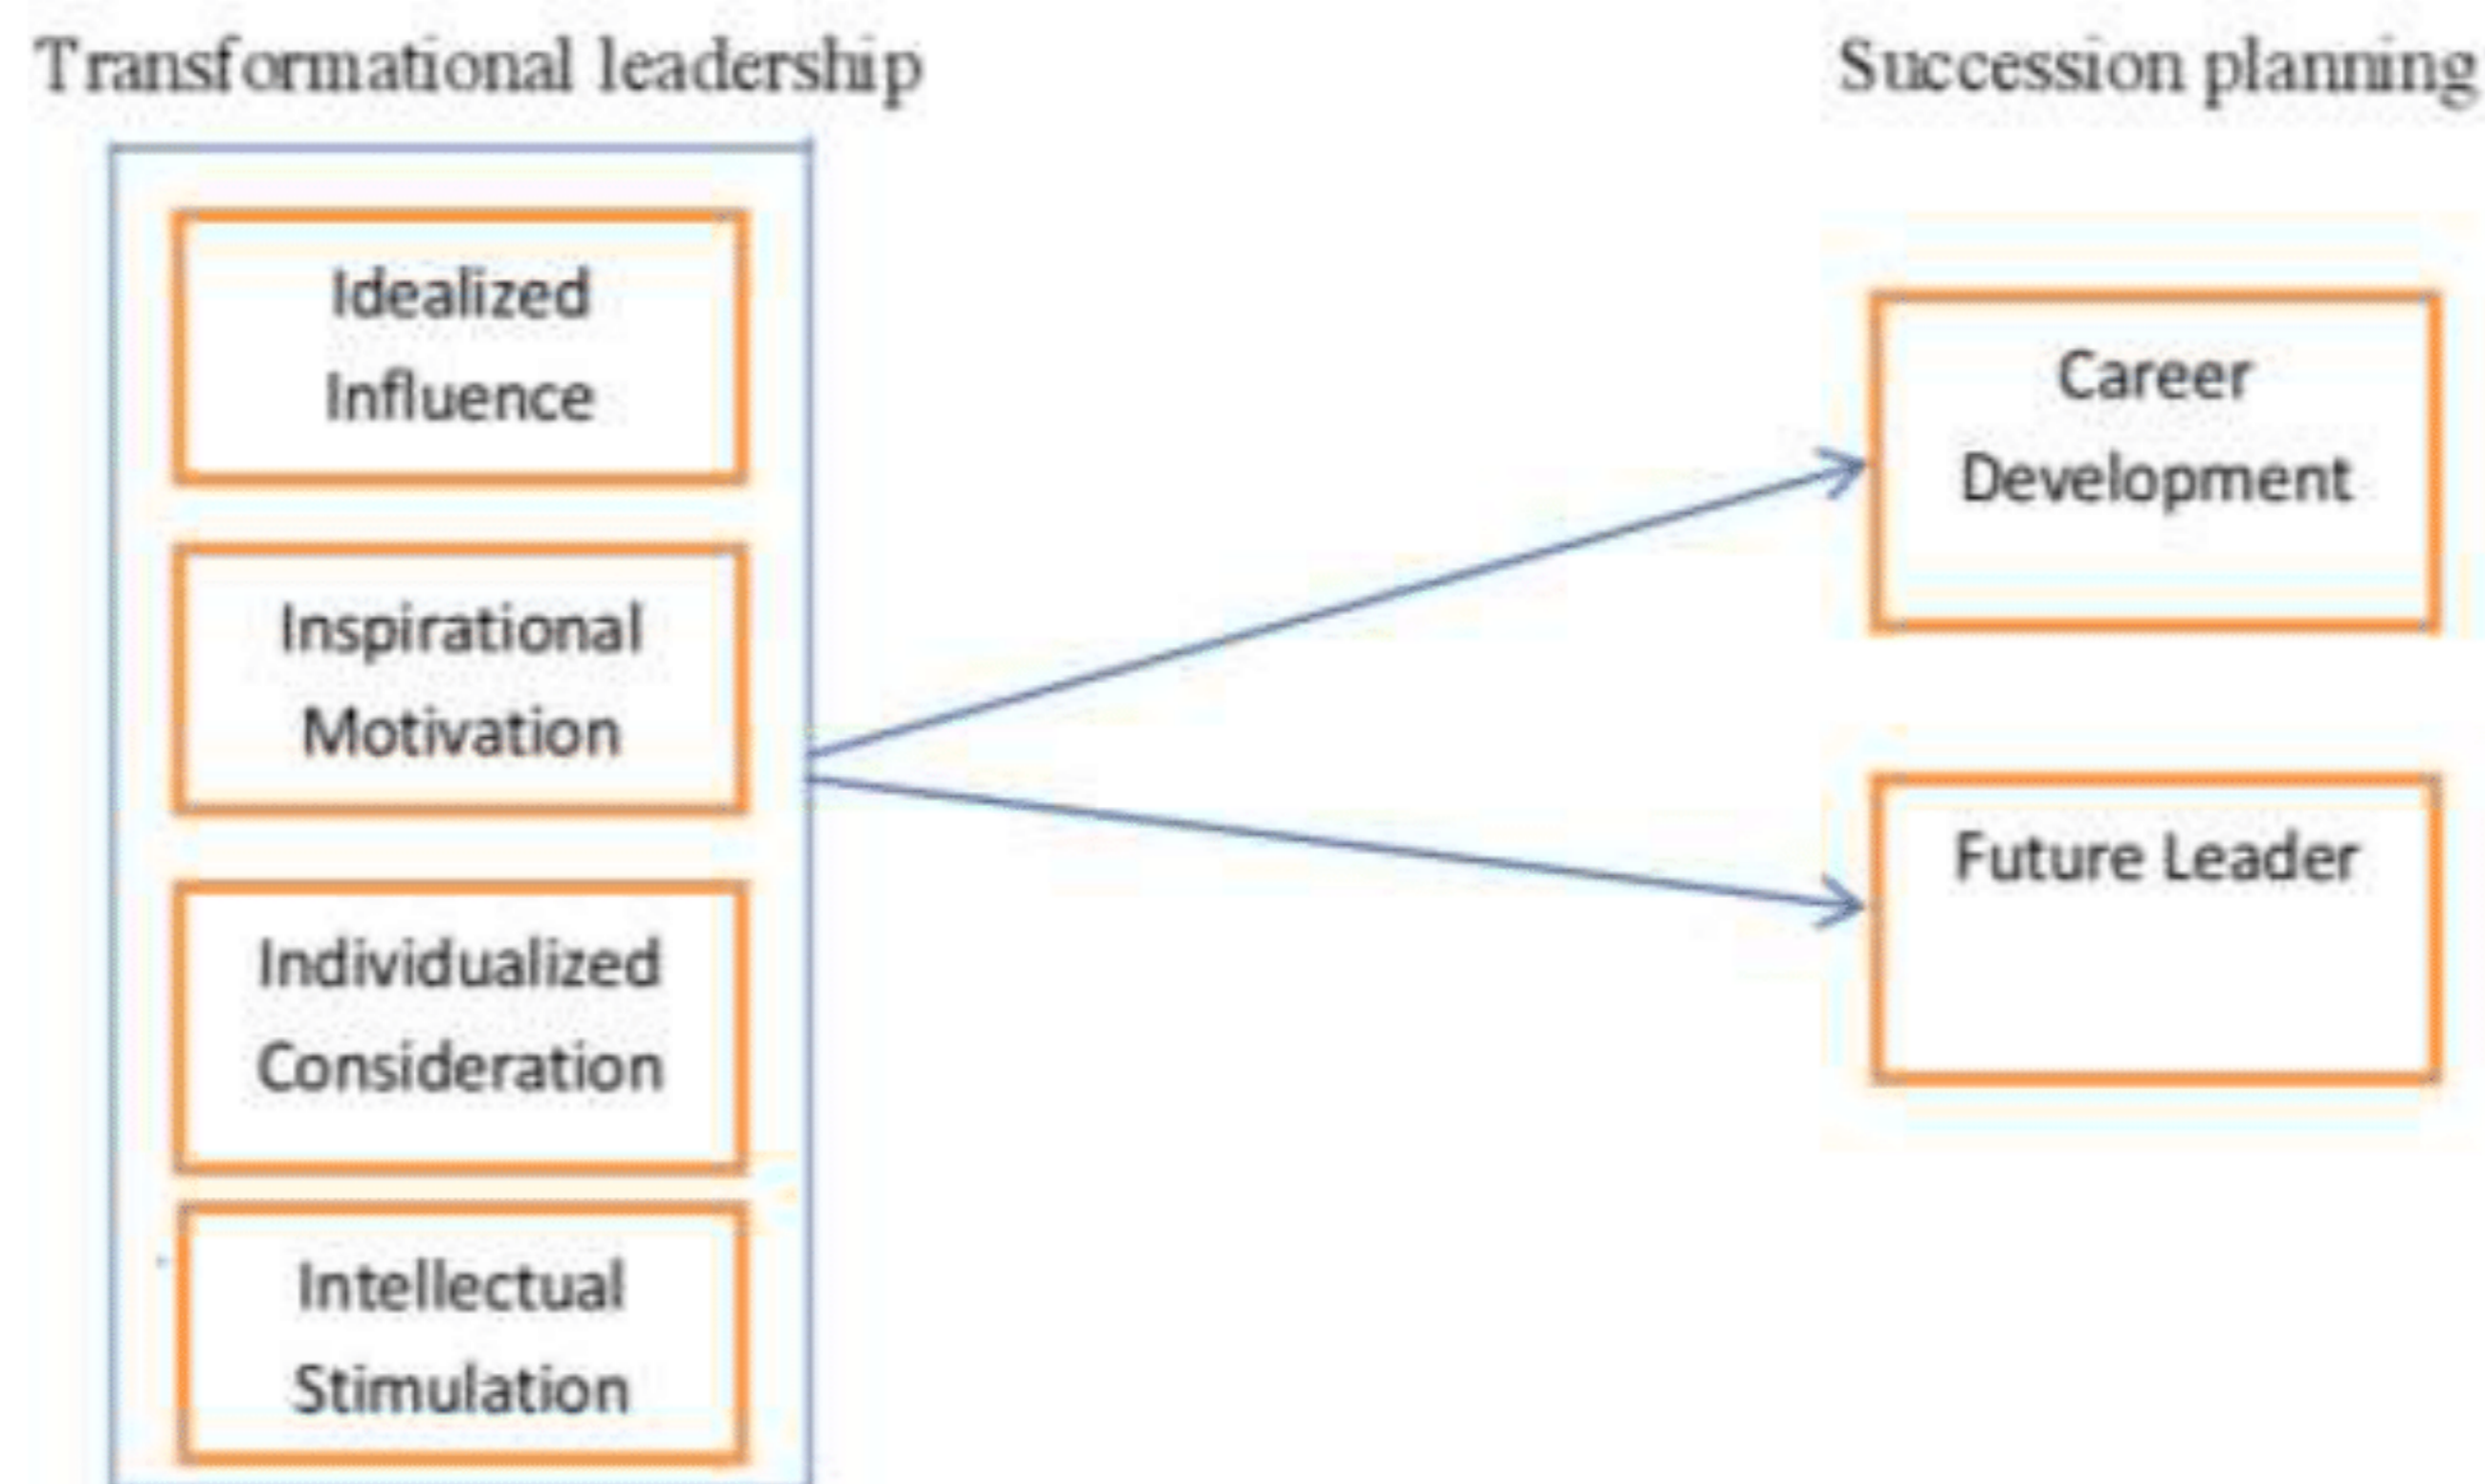 Transformational leadership
Succession planning
Idealized
Influence
Inspirational
Motivation
Individualized
Consideration
Intellectual
Stimulation
Career
Development
Future Leader